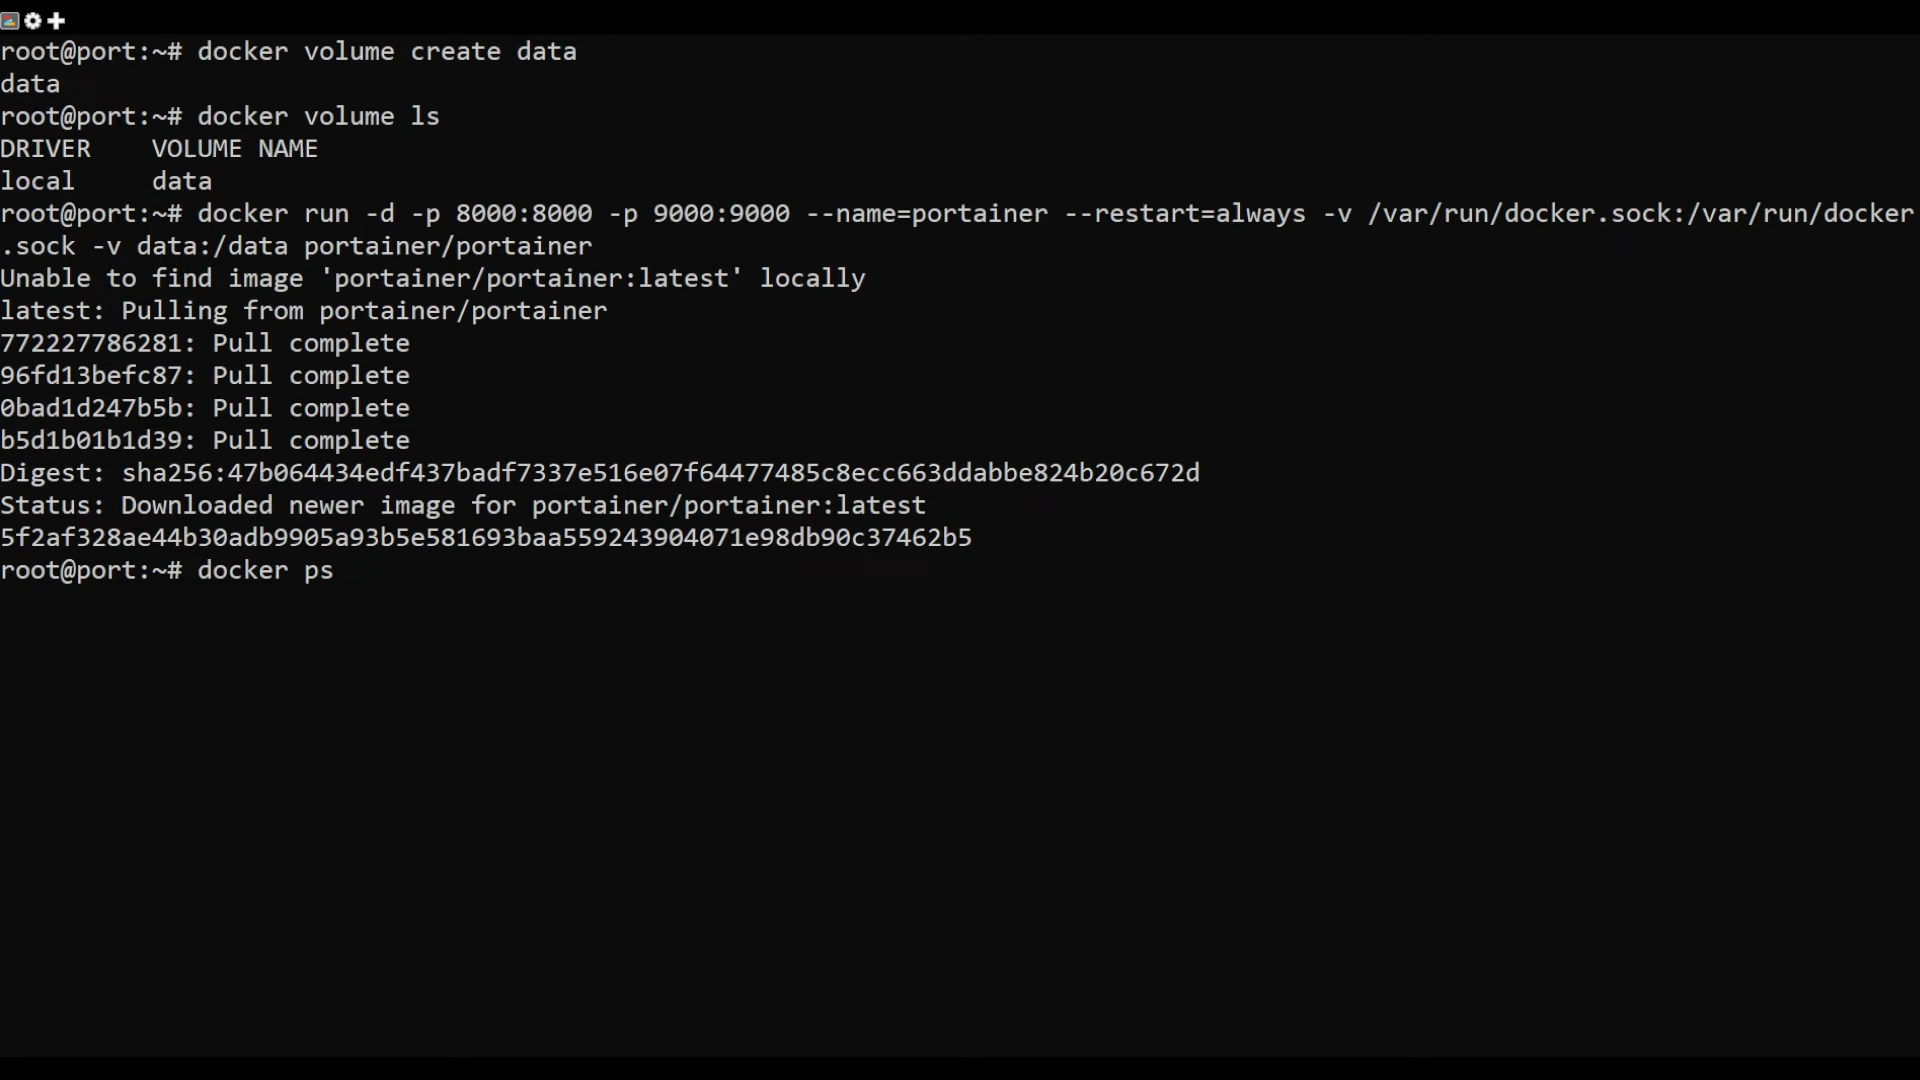 root@port:~# docker volume create data
data
root@port:~# docker volume ls
DRIVER    VOLUME NAME
local     data
root@port:~# docker run -d -p 8000:8000 -p 9000:9000 --name=portainer --restart=always -v /var/run/docker.sock:/var/run/docker
.sock -v data:/data portainer/portainer
Unable to find image 'portainer/portainer:latest' locally
latest: Pulling from portainer/portainer
772227786281: Pull complete
96fd13befc87: Pull complete
0bad1d247b5b: Pull complete
b5d1b01b1d39: Pull complete
Digest: sha256:47b064434edf437badf7337e516e07f64477485c8ecc663ddabbe824b20c672d
Status: Downloaded newer image for portainer/portainer:latest
5f2af328ae44b30adb9905a93b5e581693baa559243904071e98db90c37462b5
root@port:~# docker ps